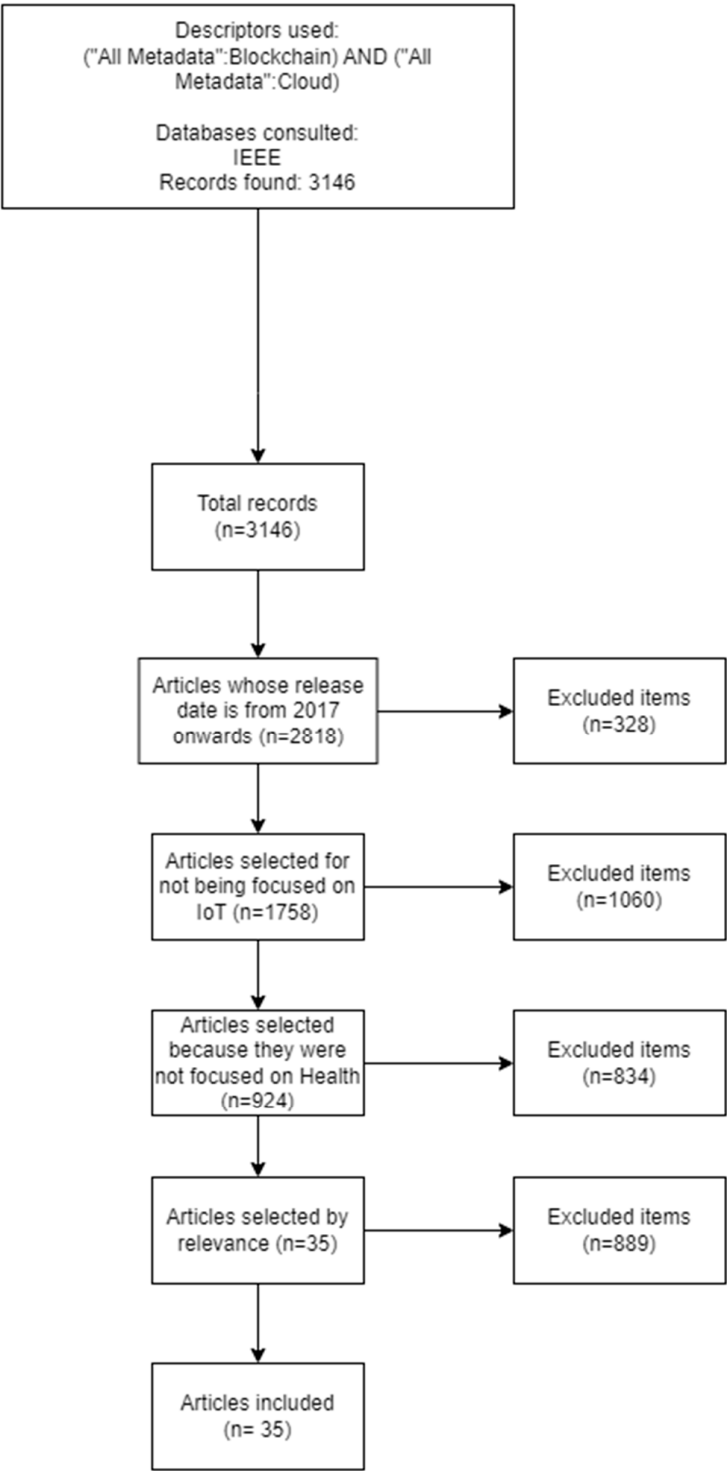 Descriptors used:
("All Metadata":Blockchain) AND ("All
Metadata":Cloud)
Databases consulted:
IEEE
Records found: 3146
Total records
(n=3146)
Articles whose release
date is from 2017
onwards (n=2818)
Excluded items
(n=328)
Articles selected for
not being focused on
IoT (n=1758)
Excluded items
(n=1060)
Articles selected
because they were
not focused on Health
(n=924)
Excluded items
(n=834)
Articles selected by
relevance (n=35)
Excluded items
(n=889)
Articles included
(n= 35)